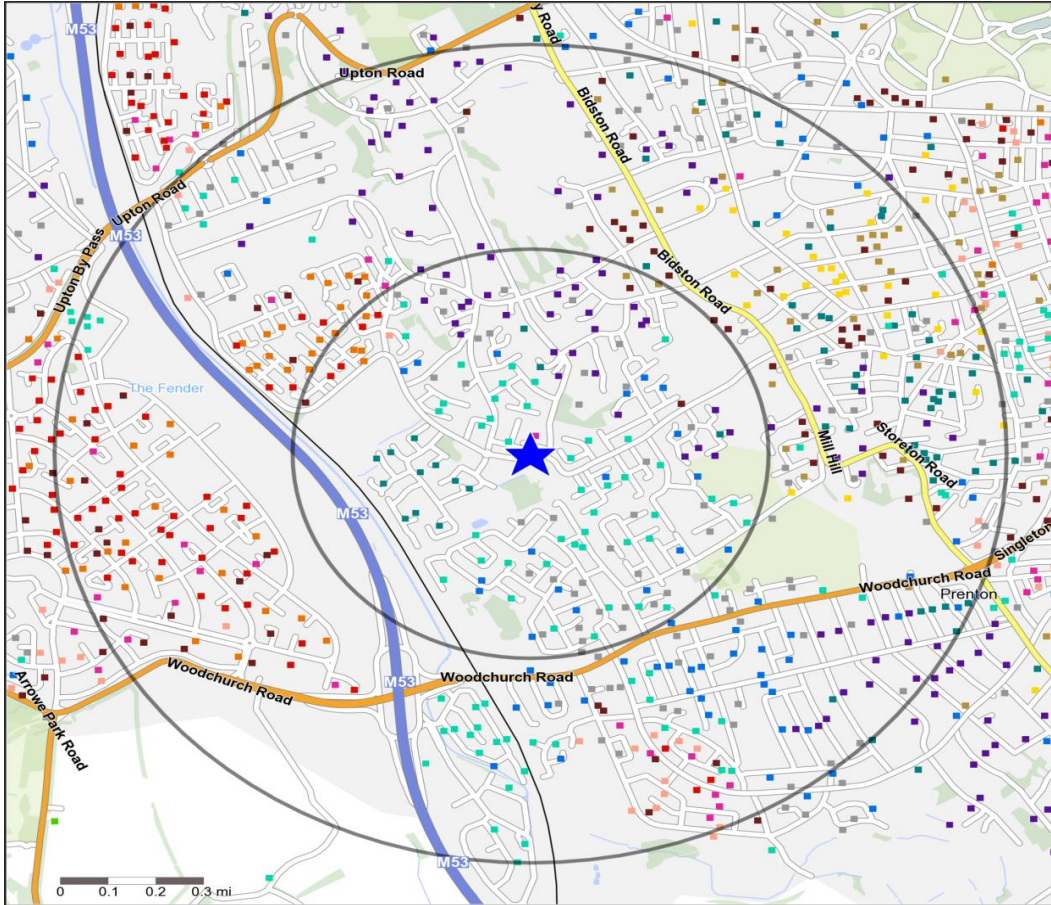 M53
y Road
Upton Road
Bidston Road
Upton Road
M53
Upton By Pass
Bidston Road
The Fender
Mill Hill
Storeton Road
M53
Singleton
Woodchurch Road
Prenton
Woodchurch Road
Woodchurch Road
M53
Arrowe Park Road
M53
0 0.1 0.2 0.3 mi